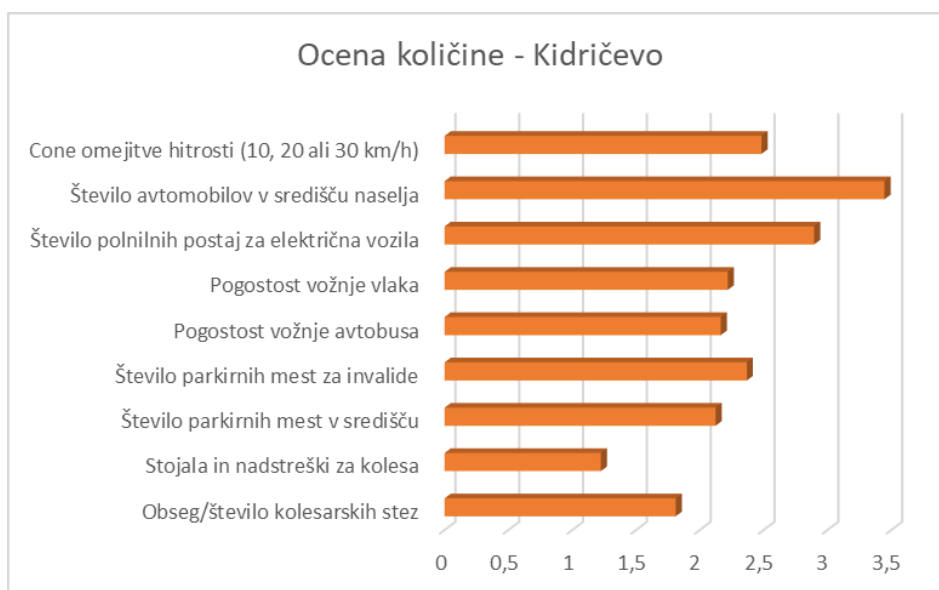 Ocena količine - Kidričevo
Cone omejitve hitrosti (10, 20 ali 30 km/h)
Število avtomobilov v središču naselja
Število polnilnih postaj za električna vozila
Pogostost vožnje vlaka
Pogostost vožnje avtobusa
Število parkirnih mest za invalide
Število parkirnih mest v središču
Stojala in nadstreški za kolesa
Obseg/število kolesarskih stez
0 0,5 1 1,5 2 2,5 3 3,5